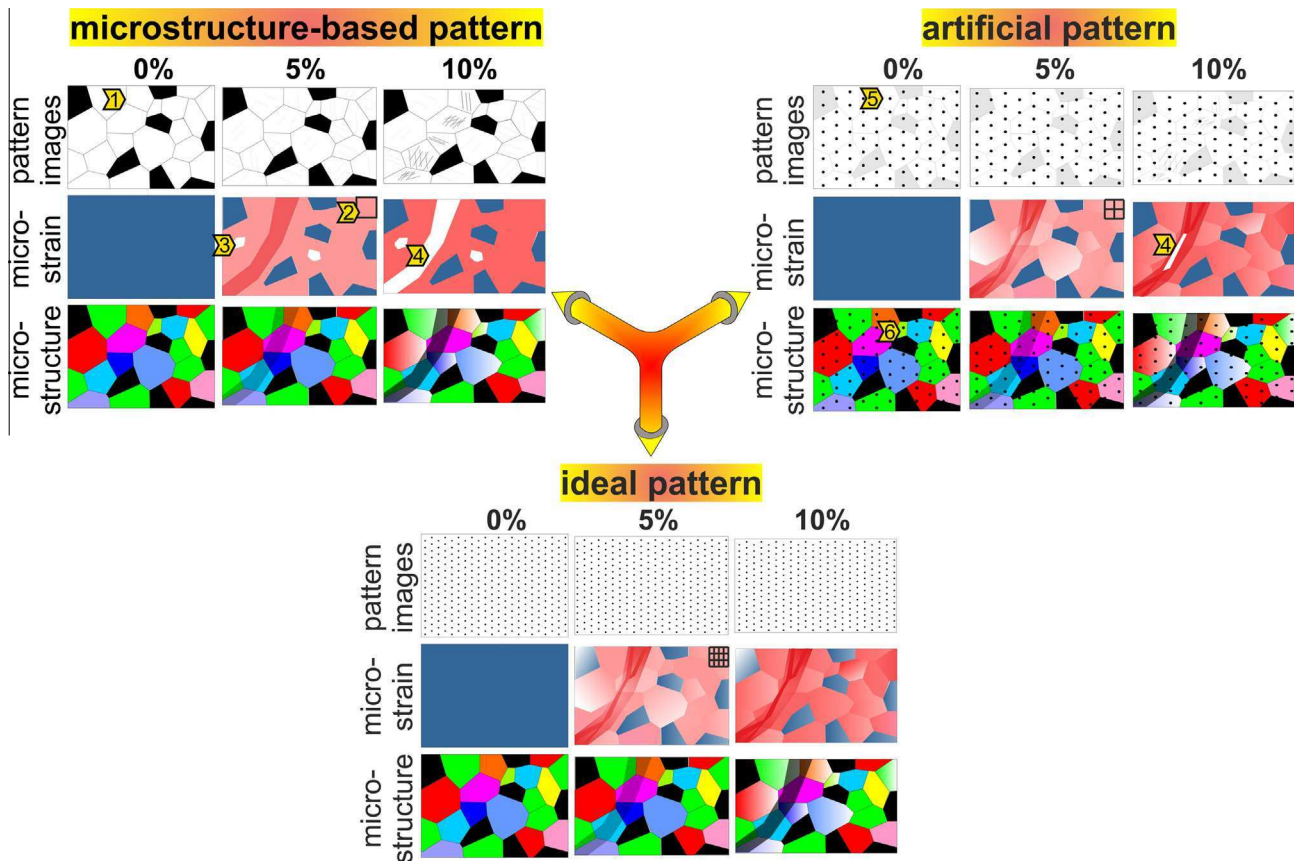 microstructure-based pattern
0% 5% 10%
pattern
images
1
micro-
strain
3
2
4
micro-
structure
artificial pattern
0% 5% 10%
pattern
images
5
micro-
strain
4
micro-
structure
6
ideal pattern
0% 5% 10%
pattern
images
micro-
strain
micro-
structure